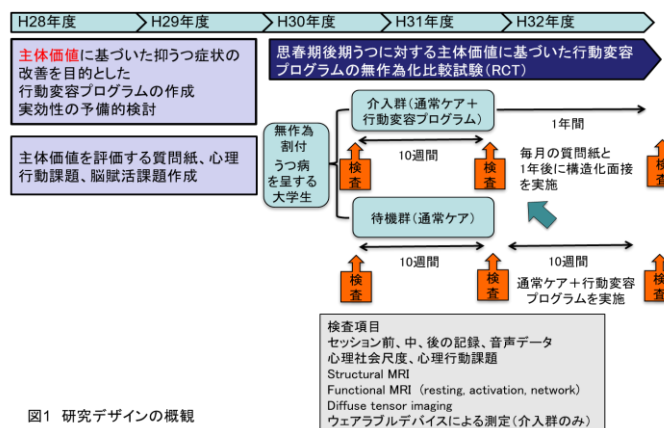 H28年度
H29年度
H30年度
H31年度
H32年度
主体価値に基づいた抑うつ症状の
改善を目的とした
行動変容プログラムの作成
実効性の予備的検討
主体価値を評価する質問紙、心理
行動課題、脳賦活課題作成
思春期後期うつに対する主体価値に基づいた行動変容
プログラムの無作為化比較試験(RCT)
無作為
割付
うつ病
を呈する
大学生
介入群(通常ケア+
行動変容プログラム)
1年間
検査
10週間
検査
毎月の質問紙と
1年後に構造化面接
を実施
検査
待機群(通常ケア)
検査
10週間
検査
10週間
通常ケア+行動変容
プログラムを実施
検査
検査項目
セッション前、中、後の記録、音声データ
心理社会尺度、心理行動課題
Structural MRI
Functional MRI (resting, activation, network)
Diffuse tensor imaging
ウェアラブルデバイスによる測定(介入群のみ)
図1 研究デザインの概観